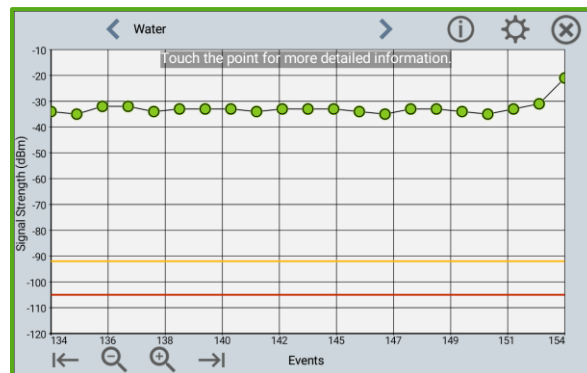 Water
Touch the point for more detailed information.
Signal Strength (dBm)
-10
-20
-30
-40
-50
-60
-70
-80
-90
-100
-110
-120
134 136 138 140 142 145 147 149 151 154
Events